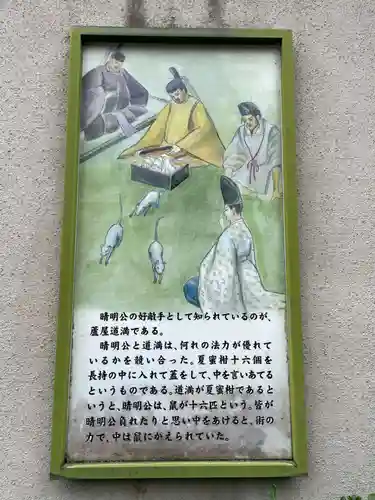 晴明公の好敵手として知られているのが、
蘆屋道満である。
晴明公と道満は、何れの法力が優れて
いるかを競い合った。夏蜜柑十六個を
長持の中に入れて蓋をして、中を言いあてる
というものである。道満が夏蜜柑であると
いうと、晴明公は、鼠が十六匹という。皆が
晴明公負れたりと思い中をあけると、術の
力で、中は鼠にかえられていた。